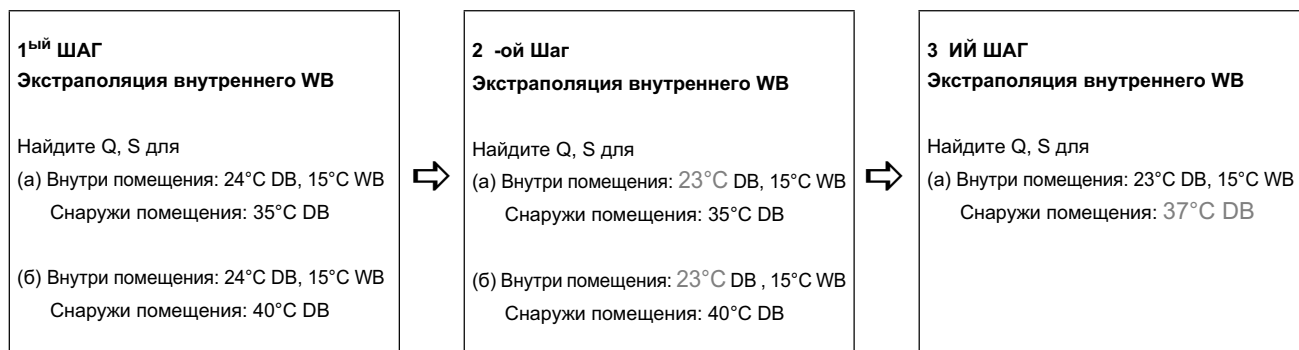 1ый ШАГ
Экстраполяция внутреннего WB
Найдите Q, S для
(а) Внутри помещения: 24°C DB, 15°C WB
Снаружи помещения: 35°C DB
(б) Внутри помещения: 24°C DB, 15°C WB
Снаружи помещения: 40°C DB
2 -ой Шаг
Экстраполяция внутреннего WB
Найдите Q, S для
(а) Внутри помещения: 23°C DB, 15°C WB
Снаружи помещения: 35°C DB
(б) Внутри помещения: 23°C DB , 15°C WB
Снаружи помещения: 40°C DB
3 ИЙ ШАГ
Экстраполяция внутреннего WB
Найдите Q, S для
(а) Внутри помещения: 23°C DB, 15°C WB
Снаружи помещения: 37°C DB